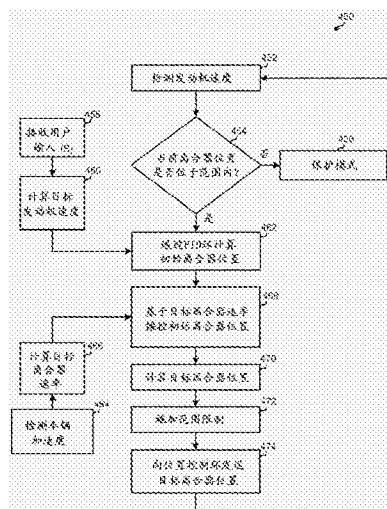 450
452
检测发动机速度
458
接收用户
输入(S)
454
当前离合器位置
是否位于范围内?
否
保护模式
460
计算目标
发动机速度
是
462
通过PID环计算
初始离合器位置
468
基于目标离合器速率
操控初始离合器位置
466
计算目标
离合器
速率
470
计算目标离合器位置
464
检测车辆
加速度
472
施加范围限制
474
向位置控制环发送
目标离合器位置